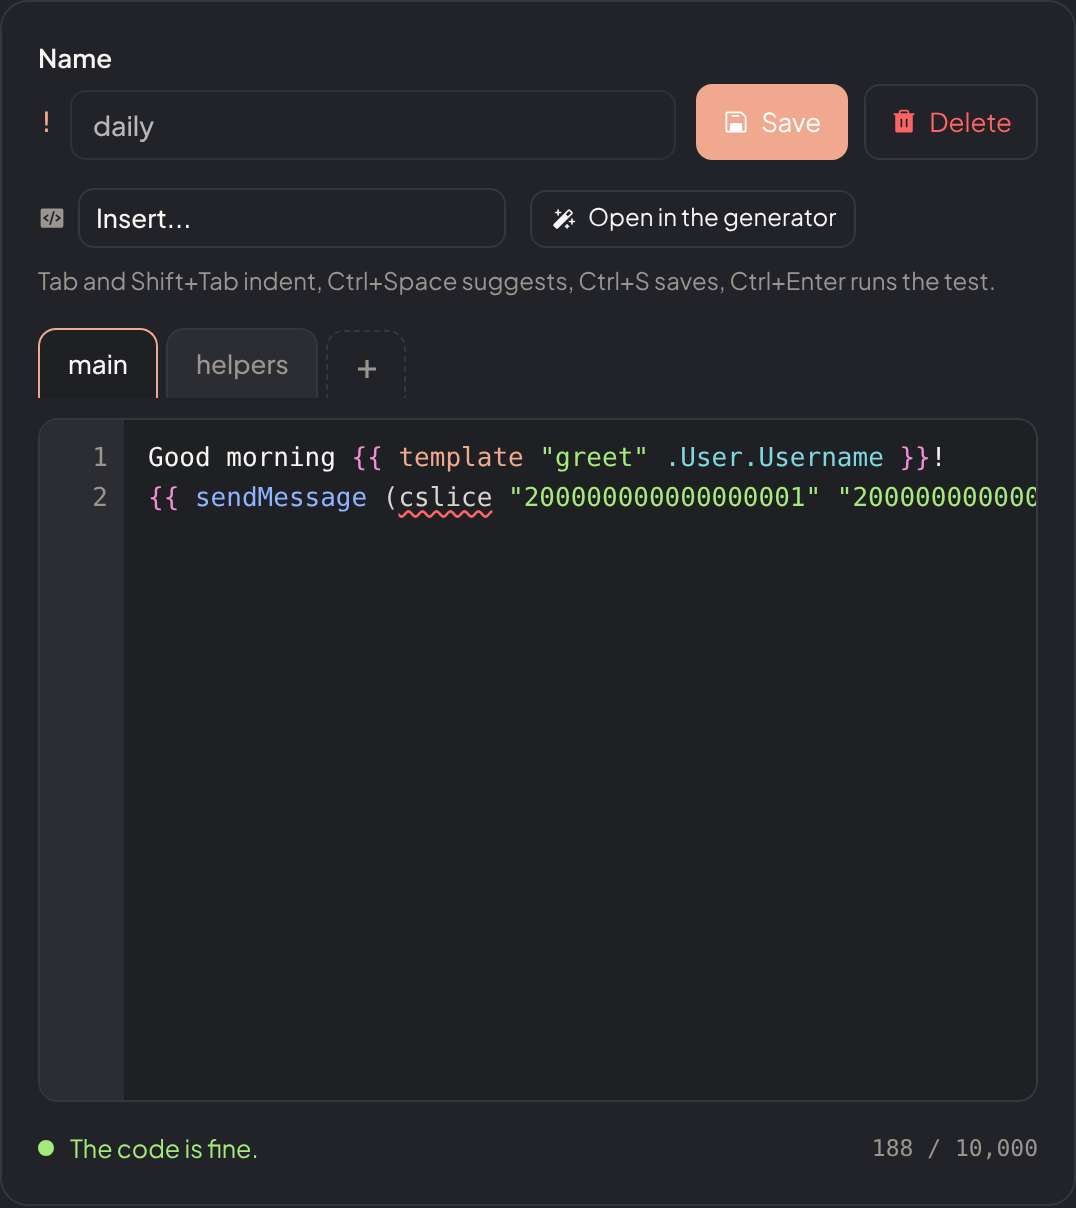 Name
! daily Save Delete
Insert... Open in the generator
Tab and Shift+Tab indent, Ctrl+Space suggests, Ctrl+S saves, Ctrl+Enter runs the test.
main helpers +
1 Good morning {{ template "greet" .User.Username }}!
2 {{ sendMessage (cslice "200000000000000001" "200000000000
The code is fine. 188 / 10,000